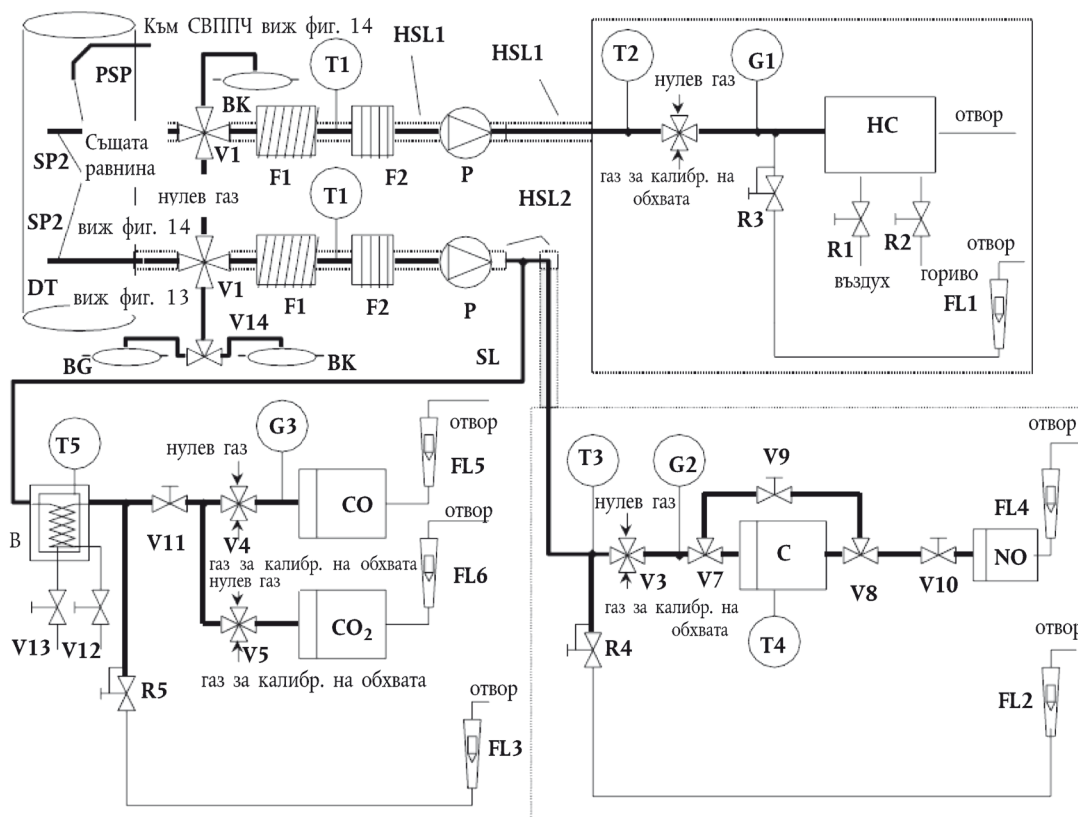 Към СВППЧ виж фиг. 14
PSP
BK
T1
HSL1
HSL1
T2
нулев газ
G1
HC
отвор
SP2
Същата
равнина
V1
F1
F2
P
газ за калибр. на
обхвата
R3
R1
R2
въздух
гориво
отвор
FL1
нулев газ
T1
HSL2
SP2
виж фиг. 14
DT
виж фиг. 13
V1
F1
F2
P
V14
BG
BK
SL
T5
нулев газ
G3
отвор
FL5
CO
B
V11
V4
газ за калибр. на обхвата
нулев газ
отвор
FL6
CO2
V13
V12
V5
газ за калибр. на обхвата
R5
отвор
FL3
T3
нулев газ
G2
V9
отвор
FL4
C
NO
V3
V7
V8
V10
газ за калибр. на
обхвата
T4
R4
отвор
FL2